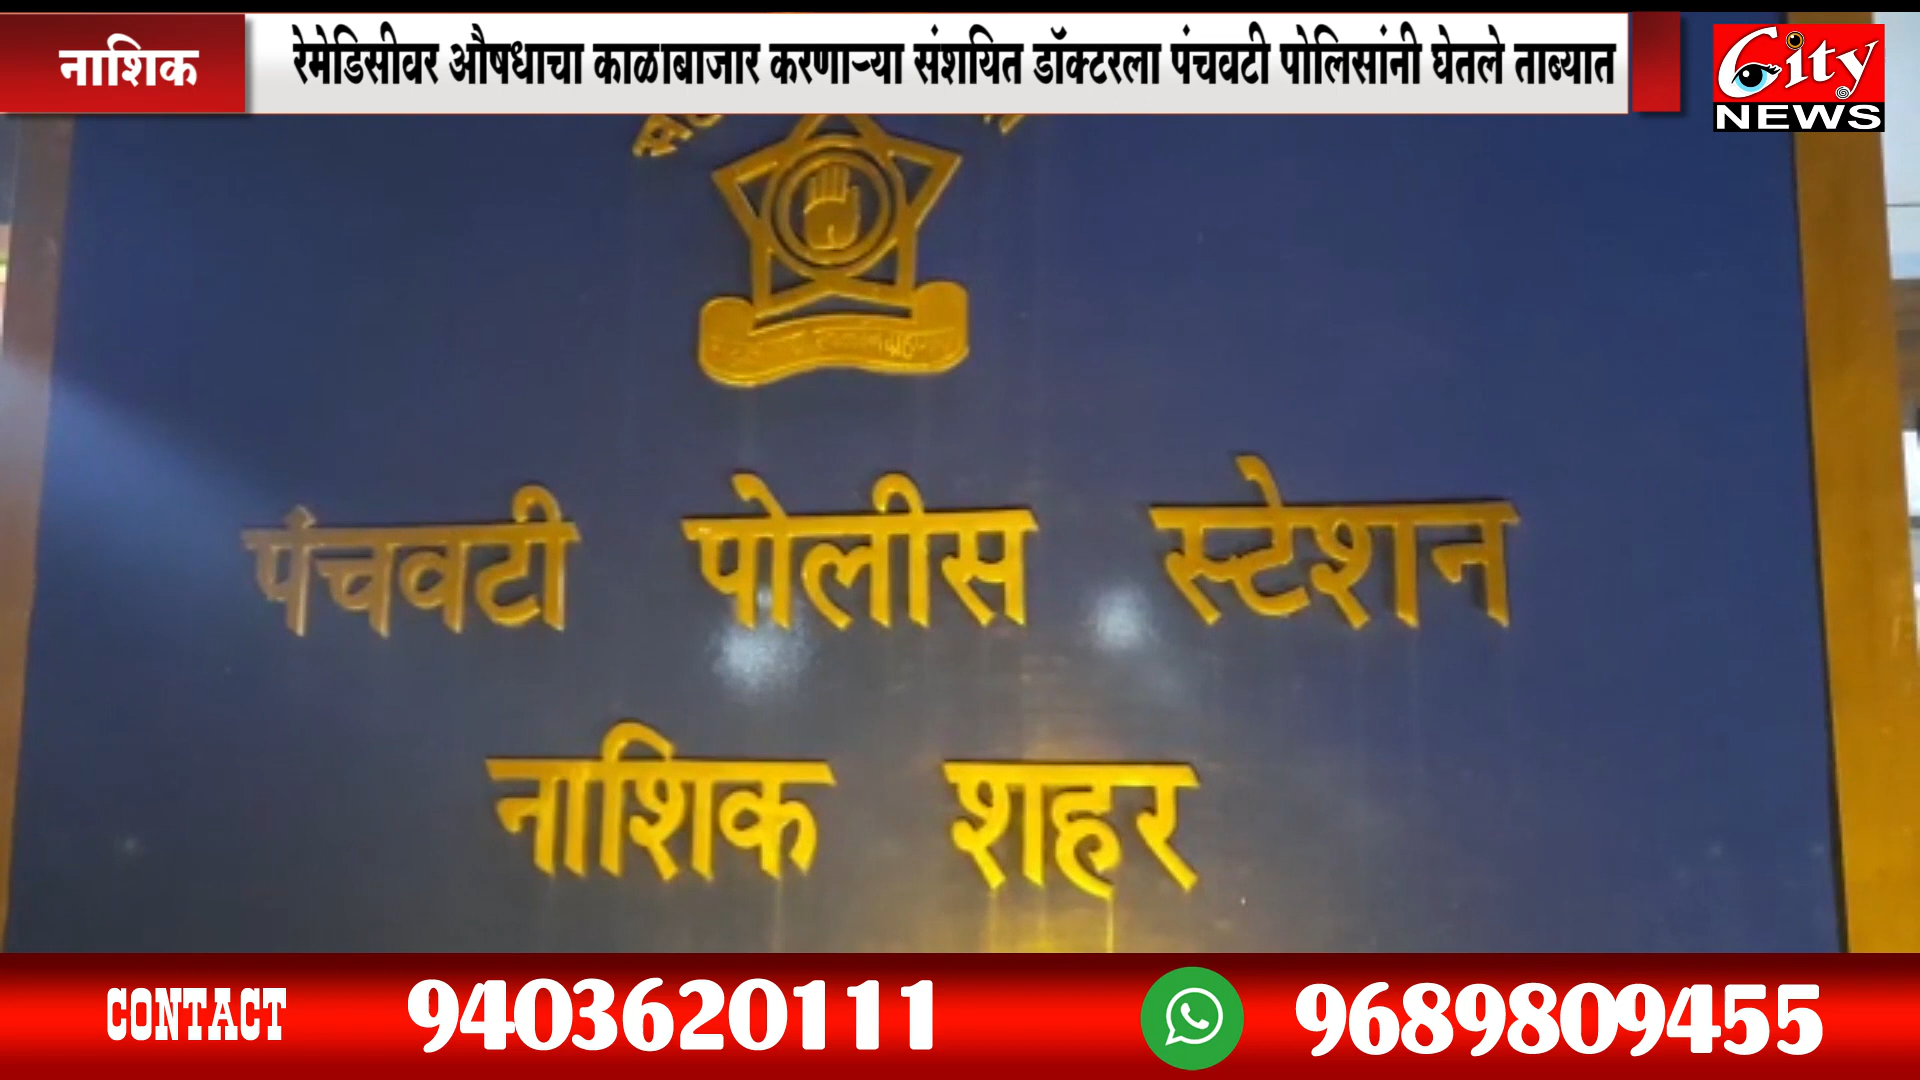 नाशिक
रेमेडिसीवर औषधाचा काळाबाजार करणाऱ्या संशयित डॉक्टरला पंचवटी पोलिसांनी घेतले ताब्यात
City
NEWS
पंचवटी पोलीस स्टेशन
नाशिक शहर
CONTACT 9403620111 9689809455